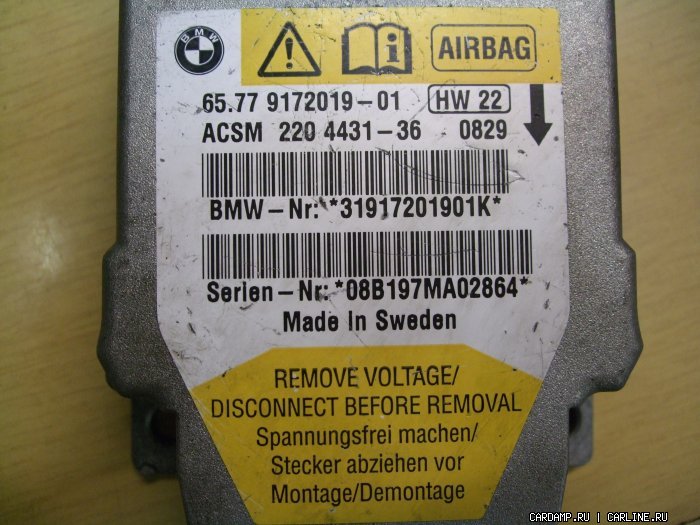 BMW
AIRBAG
65.77 9172019-01 HW 22
ACSM 220 4431-36 0829
BMW-Nr: *31917201901K*
Serien-Nr: *08B197MA02864*
Made In Sweden
REMOVE VOLTAGE/
DISCONNECT BEFORE REMOVAL
Spannungsfrei machen/
Stecker abziehen vor
Montage/Demontage
CARDAMP.RU | CARLINE.RU